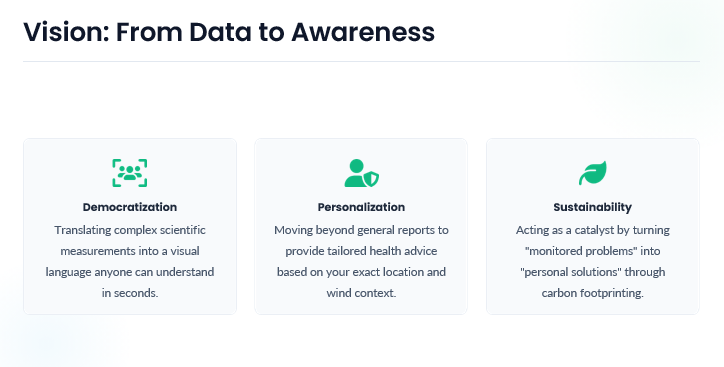 Vision: From Data to Awareness
Democratization
Translating complex scientific
measurements into a visual
language anyone can understand
in seconds.
Personalization
Moving beyond general reports to
provide tailored health advice
based on your exact location and
wind context.
Sustainability
Acting as a catalyst by turning
"monitored problems" into
"personal solutions" through
carbon footprinting.